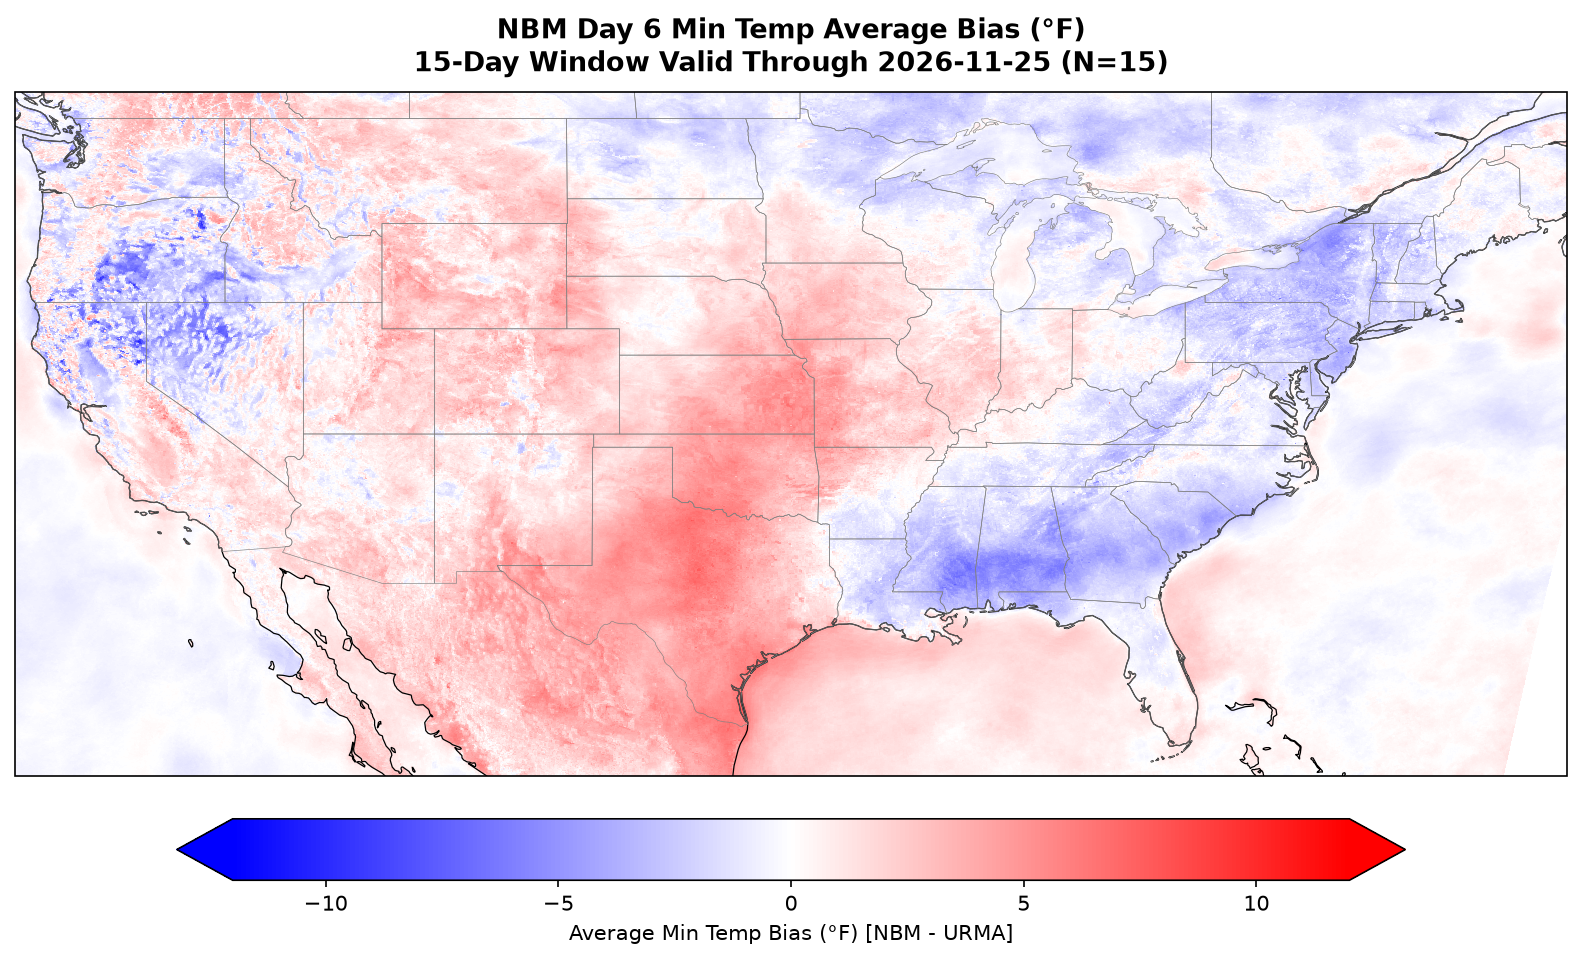 NBM Day 6 Min Temp Average Bias (°F)
15-Day Window Valid Through 2026-11-25 (N=15)
−10 −5 0 5 10
Average Min Temp Bias (°F) [NBM - URMA]